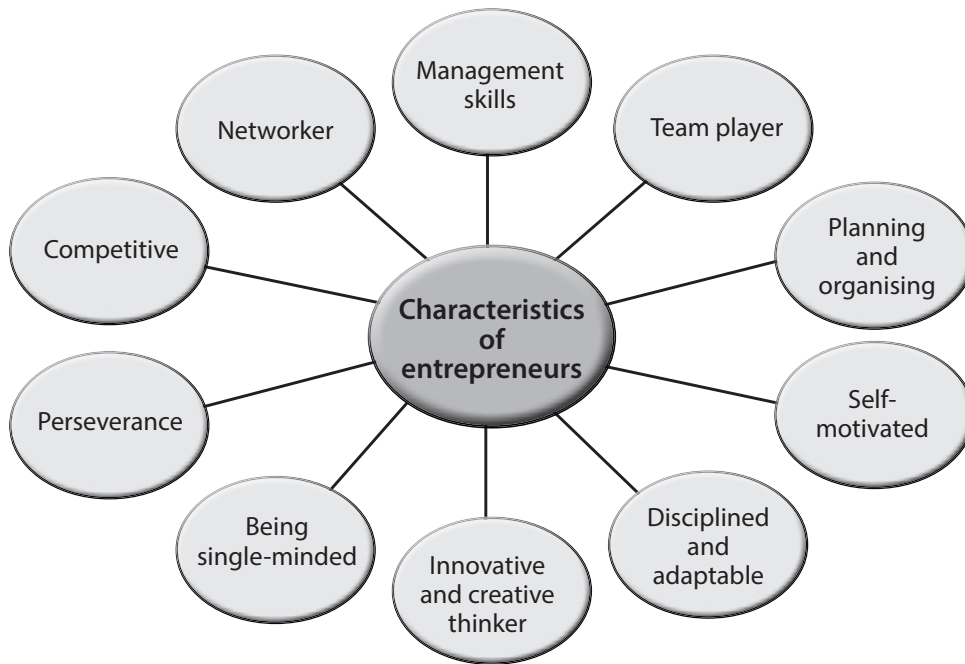 Management
skills
Networker
Team player
Competitive
Planning
and
organising
Characteristics
of
entrepreneurs
Perseverance
Self-
motivated
Being
single-minded
Innovative
and creative
thinker
Disciplined
and
adaptable